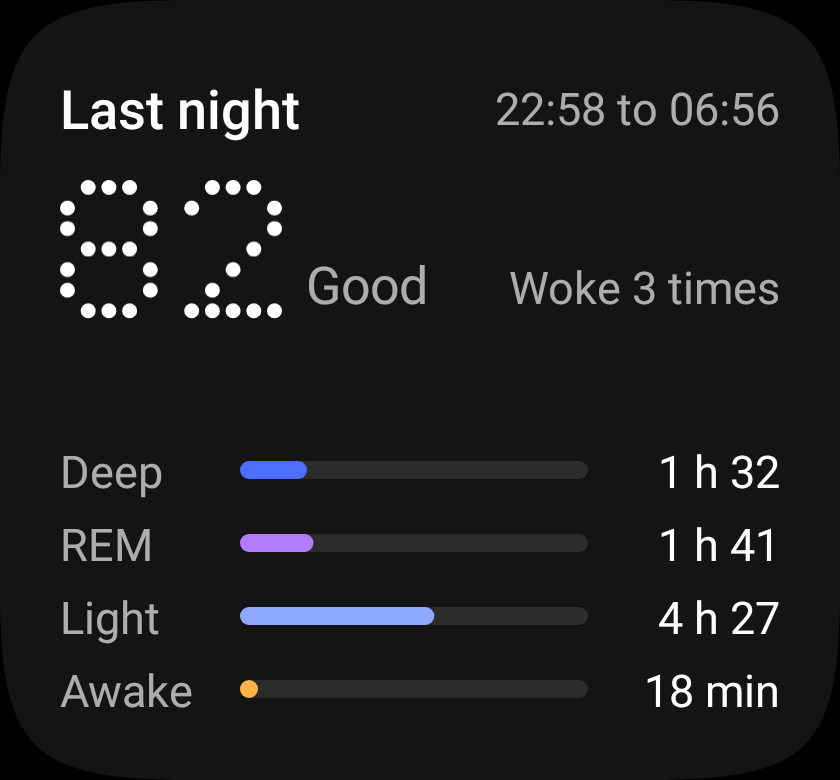 Last night 22:58 to 06:56
82 Good Woke 3 times
Deep 1 h 32
REM 1 h 41
Light 4 h 27
Awake 18 min